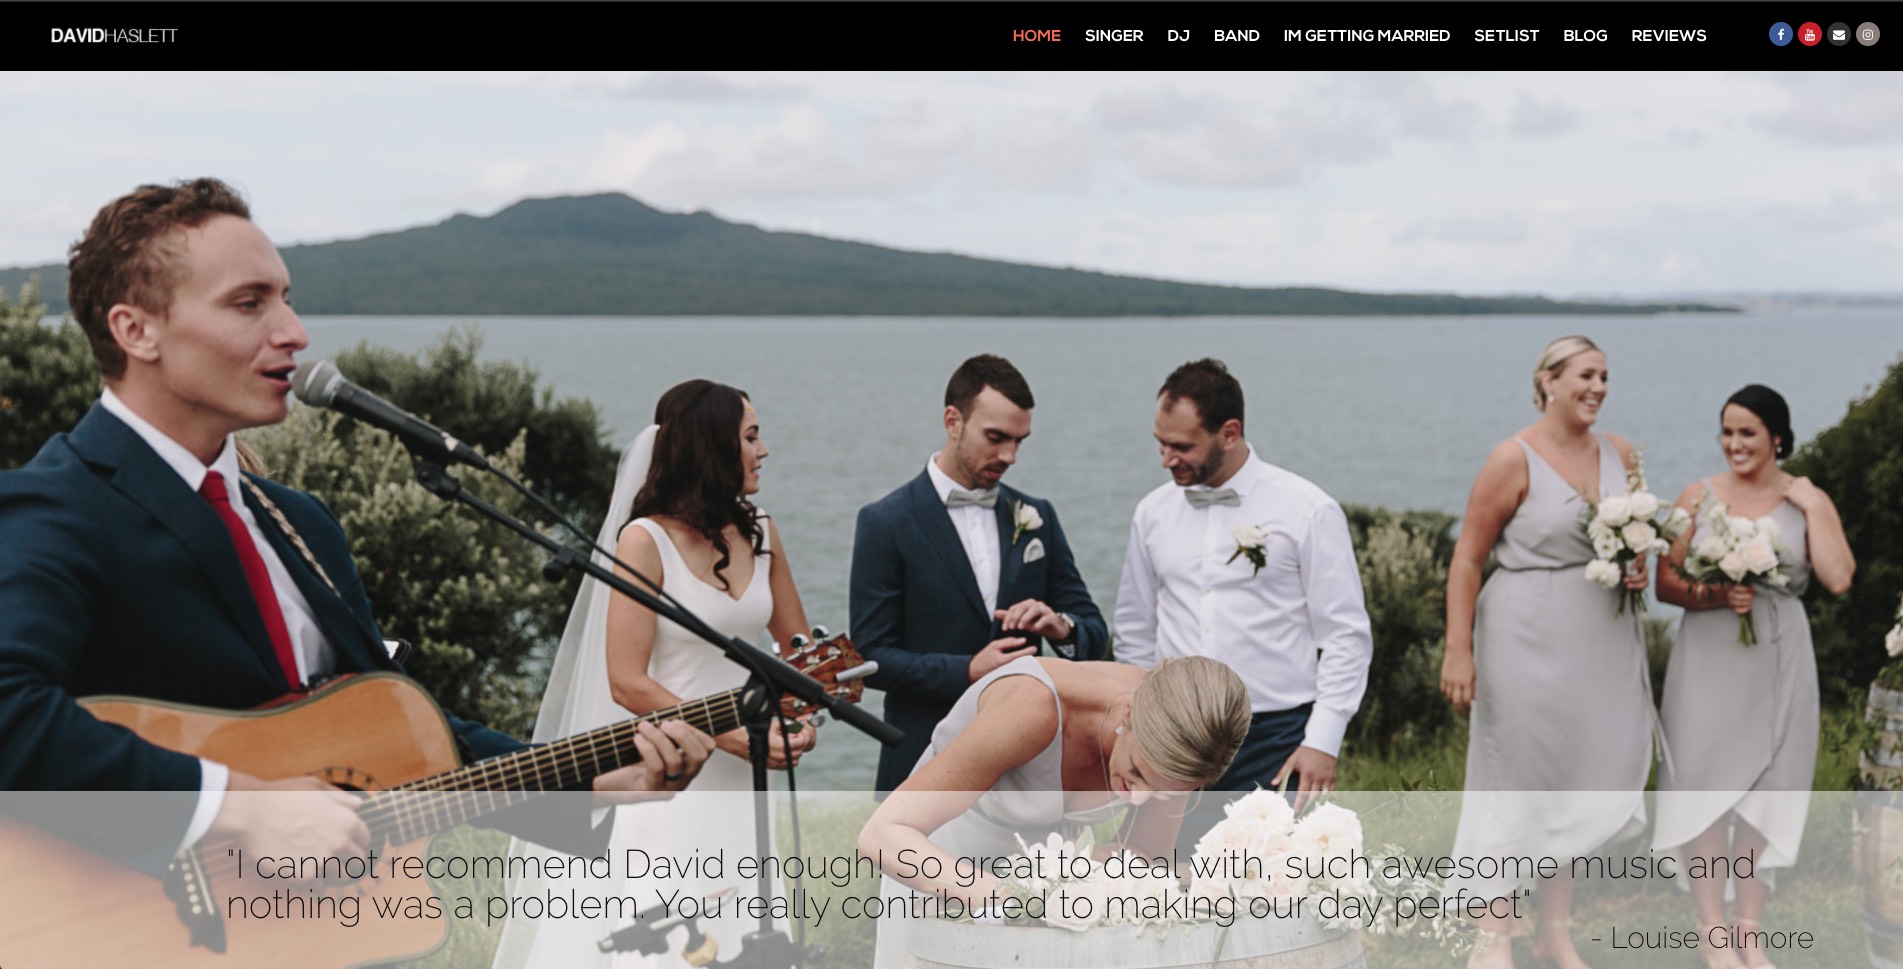 DAVIDHASLETT
HOME SINGER DJ BAND IM GETTING MARRIED SETLIST BLOG REVIEWS
"I cannot recommend David enough! So great to deal with, such awesome music and
nothing was a problem. You really contributed to making our day perfect"
- Louise Gilmore